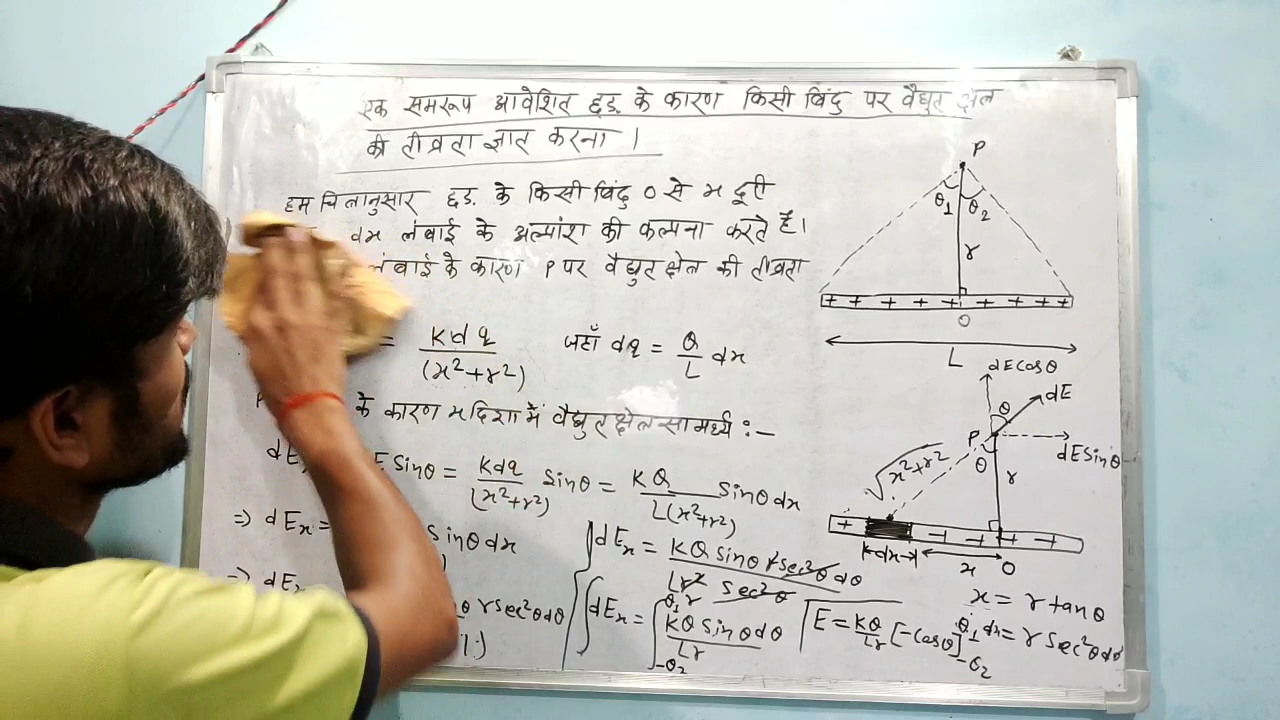 एक समरूप आवेशित छड़ के कारण किसी बिंदु पर वैद्युत क्षेत्र
की तीव्रता ज्ञात करना ।
हम चित्रानुसार छड़ के किसी बिंदु O से x दूरी
dx लंबाई के अल्पांश की कल्पना करते हैं।
लंबाई के कारण P पर वैद्युत क्षेत्र की तीव्रता
= Kdq/(x²+r²) जहाँ dq = Q/L dx
के कारण x दिशा में वैद्युत क्षेत्र सामर्थ्य :-
Sinθ = Kdq/(x²+r²) Sinθ = KQ/L(x²+r²) Sinθ dx
⇒ dEx = Sinθ dx
⇒ dEx
r sec²θ dθ
∫dEx = KQ Sinθ r sec²θ dθ / Lr² sec²θ
∫dEx = ∫₋θ₂^θ₁ KQ Sinθ dθ / Lr
E = KQ/Lr [-Cosθ]₋θ₂^θ₁
P
θ₁ θ₂
r
+ + + + + + + +
O
L
dE Cosθ
θ dE
P
dE Sinθ
θ
√x²+r²
r
+ + + +
dx x O
x = r tanθ
dx = r Sec²θ dθ